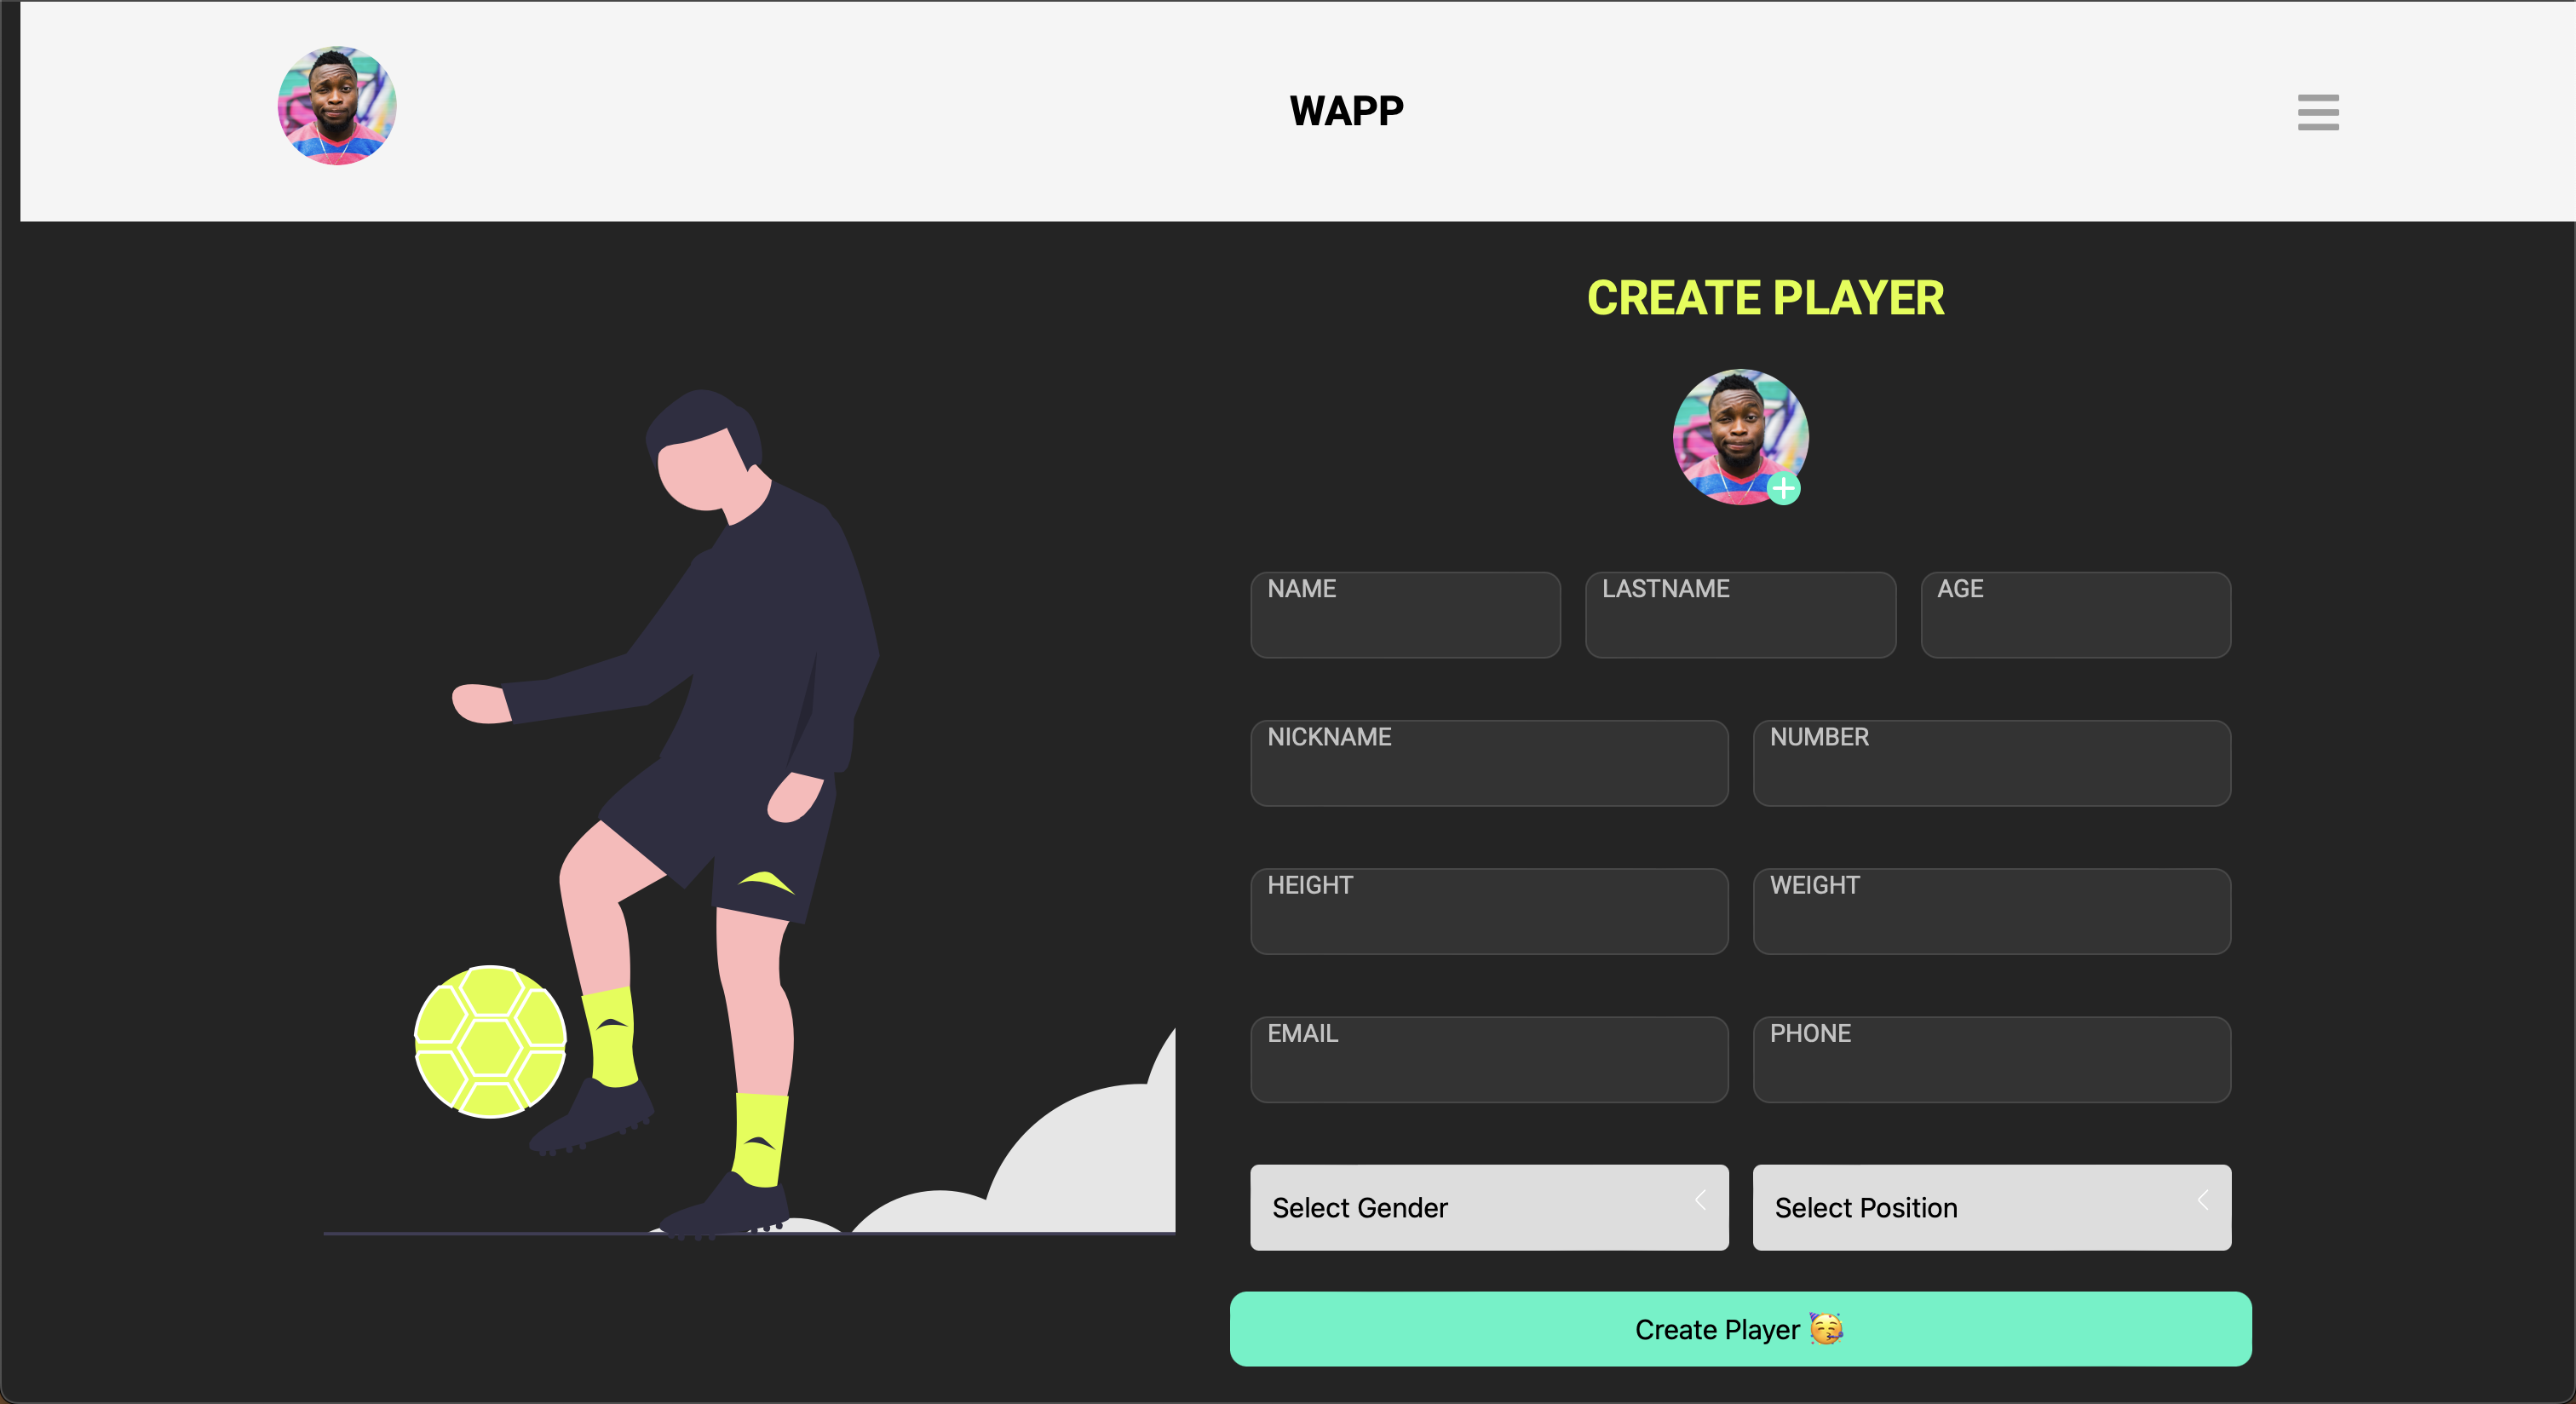 WAPP
CREATE PLAYER
NAME LASTNAME AGE
NICKNAME NUMBER
HEIGHT WEIGHT
EMAIL PHONE
Select Gender Select Position
Create Player 🥳